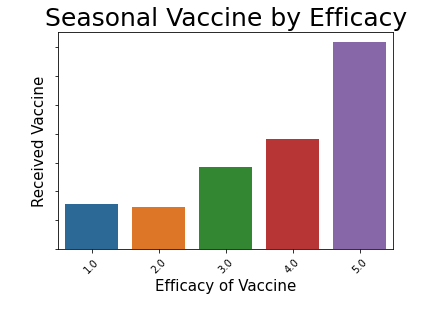 Seasonal Vaccine by Efficacy
Received Vaccine
1.0
2.0
3.0
4.0
5.0
Efficacy of Vaccine